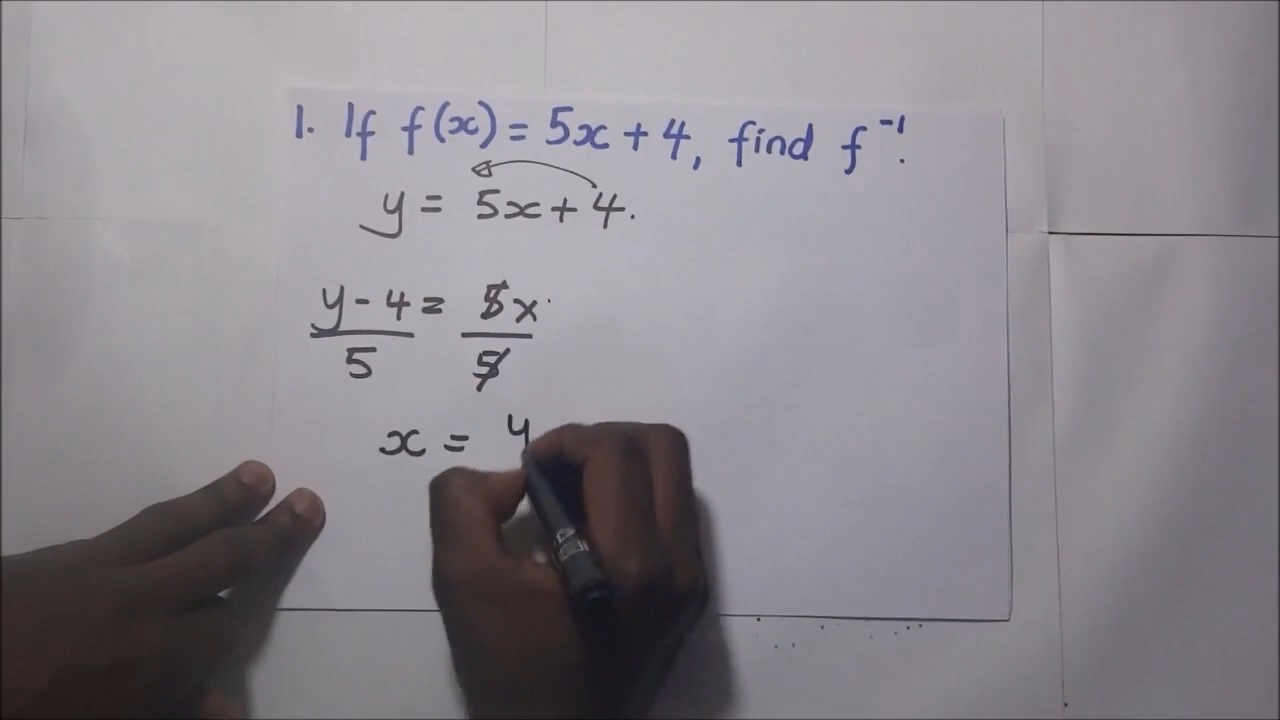 1. If f(x) = 5x + 4, find f⁻¹.
y = 5x + 4.
y - 4 = 5x
5 5
x = y